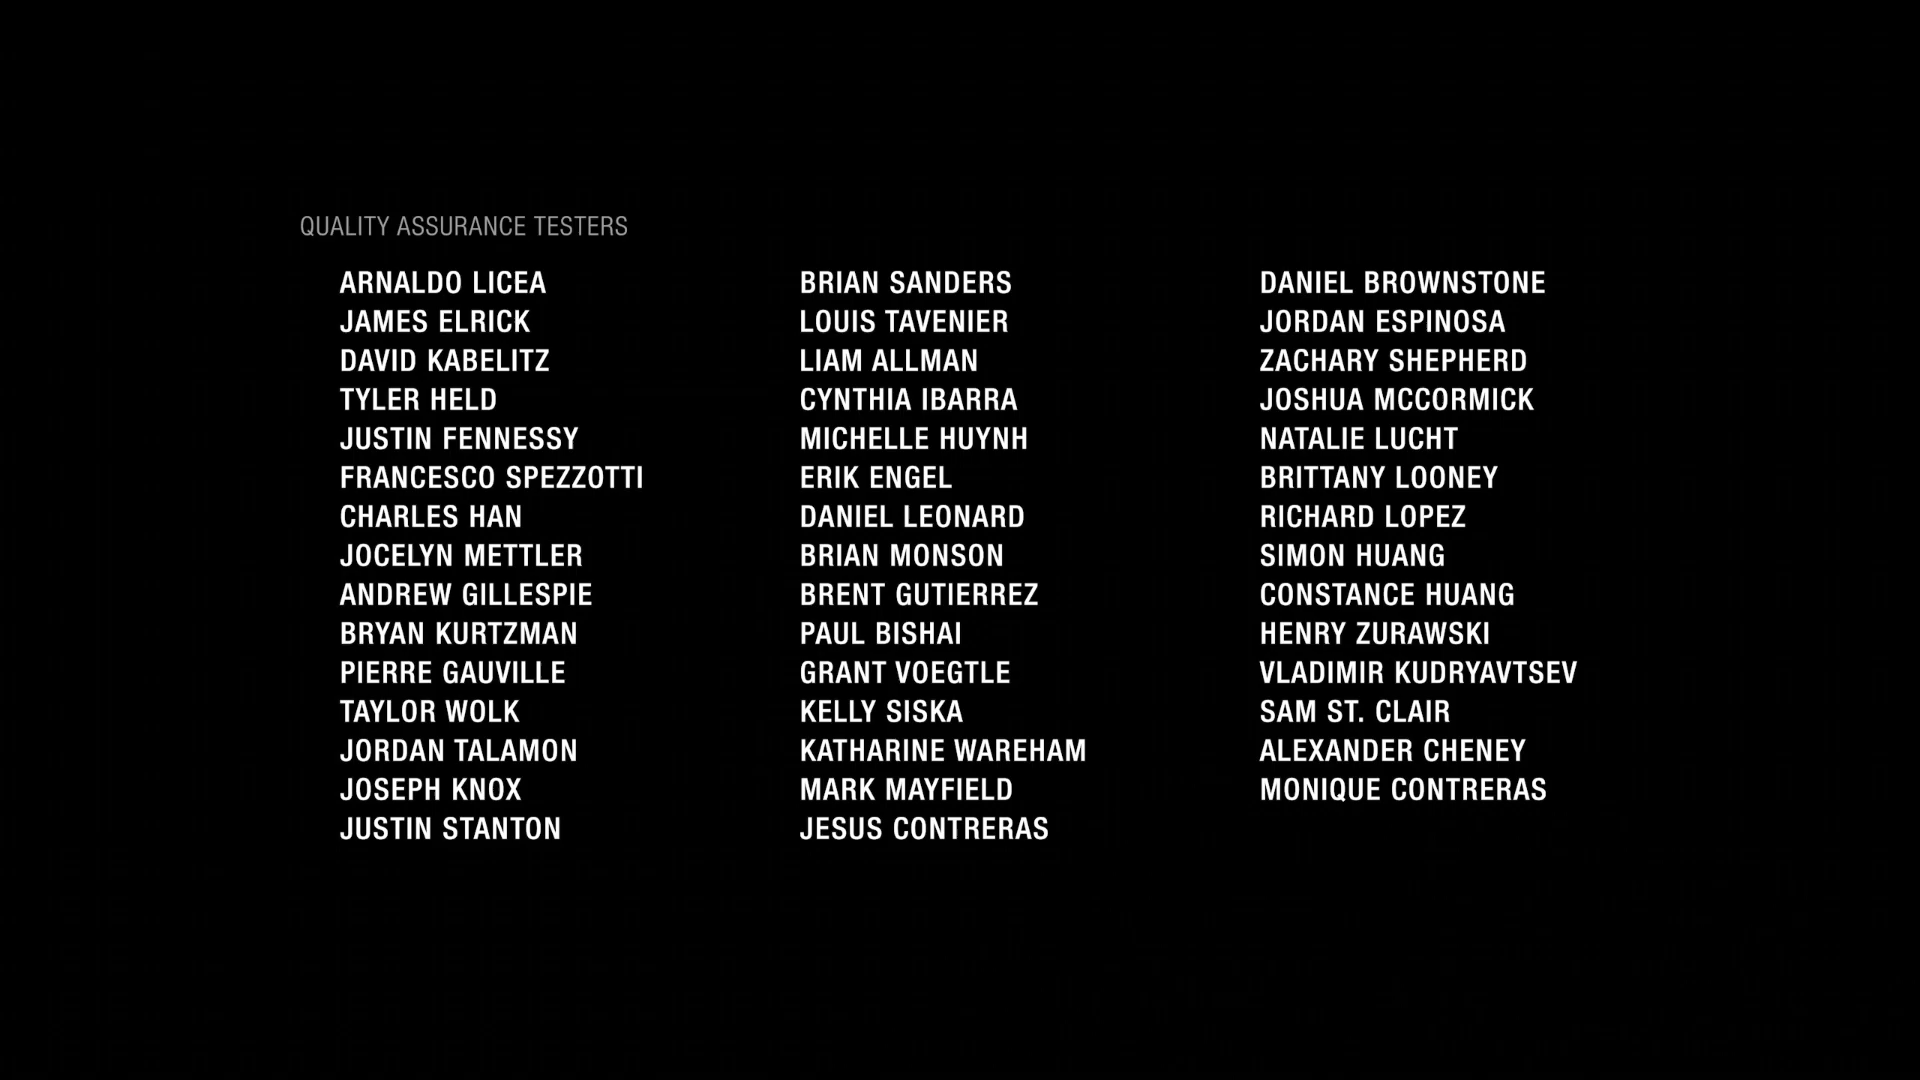 QUALITY ASSURANCE TESTERS
ARNALDO LICEA
JAMES ELRICK
DAVID KABELITZ
TYLER HELD
JUSTIN FENNESSY
FRANCESCO SPEZZOTTI
CHARLES HAN
JOCELYN METTLER
ANDREW GILLESPIE
BRYAN KURTZMAN
PIERRE GAUVILLE
TAYLOR WOLK
JORDAN TALAMON
JOSEPH KNOX
JUSTIN STANTON
BRIAN SANDERS
LOUIS TAVENIER
LIAM ALLMAN
CYNTHIA IBARRA
MICHELLE HUYNH
ERIK ENGEL
DANIEL LEONARD
BRIAN MONSON
BRENT GUTIERREZ
PAUL BISHAI
GRANT VOEGTLE
KELLY SISKA
KATHARINE WAREHAM
MARK MAYFIELD
JESUS CONTRERAS
DANIEL BROWNSTONE
JORDAN ESPINOSA
ZACHARY SHEPHERD
JOSHUA MCCORMICK
NATALIE LUCHT
BRITTANY LOONEY
RICHARD LOPEZ
SIMON HUANG
CONSTANCE HUANG
HENRY ZURAWSKI
VLADIMIR KUDRYAVTSEV
SAM ST. CLAIR
ALEXANDER CHENEY
MONIQUE CONTRERAS